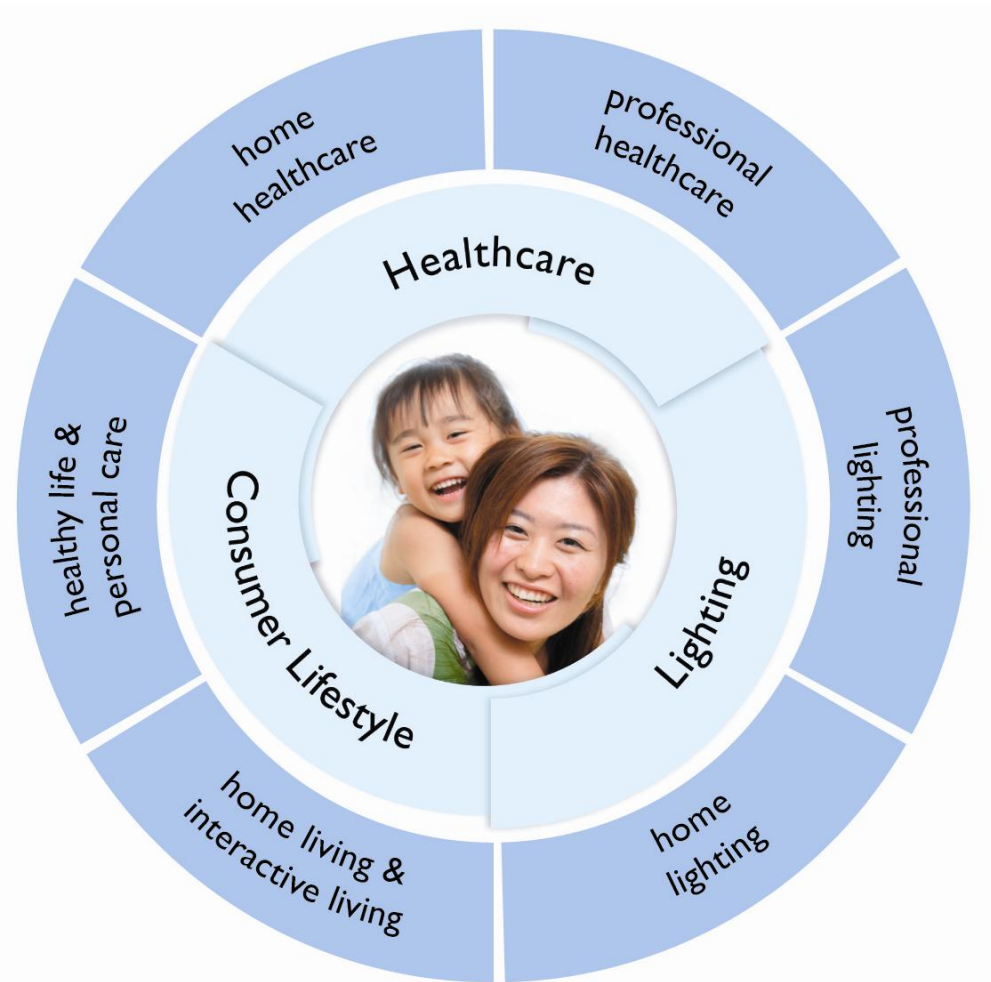 home
healthcare
professional
healthcare
Healthcare
healthy life &
personal care
professional
lighting
Consumer Lifestyle
Lighting
home living &
interactive living
home
lighting